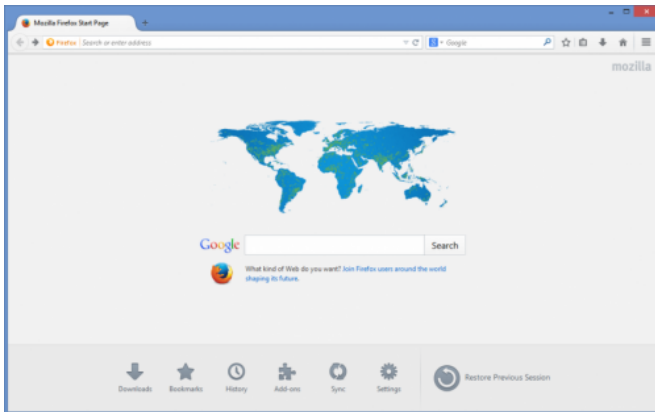 Mozilla Firefox Start Page
Firefox Search or enter address
Google
mozilla
Google
Search
What kind of Web do you want? Join Firefox users around the world
shaping its future.
Downloads
Bookmarks
History
Add-ons
Sync
Settings
Restore Previous Session